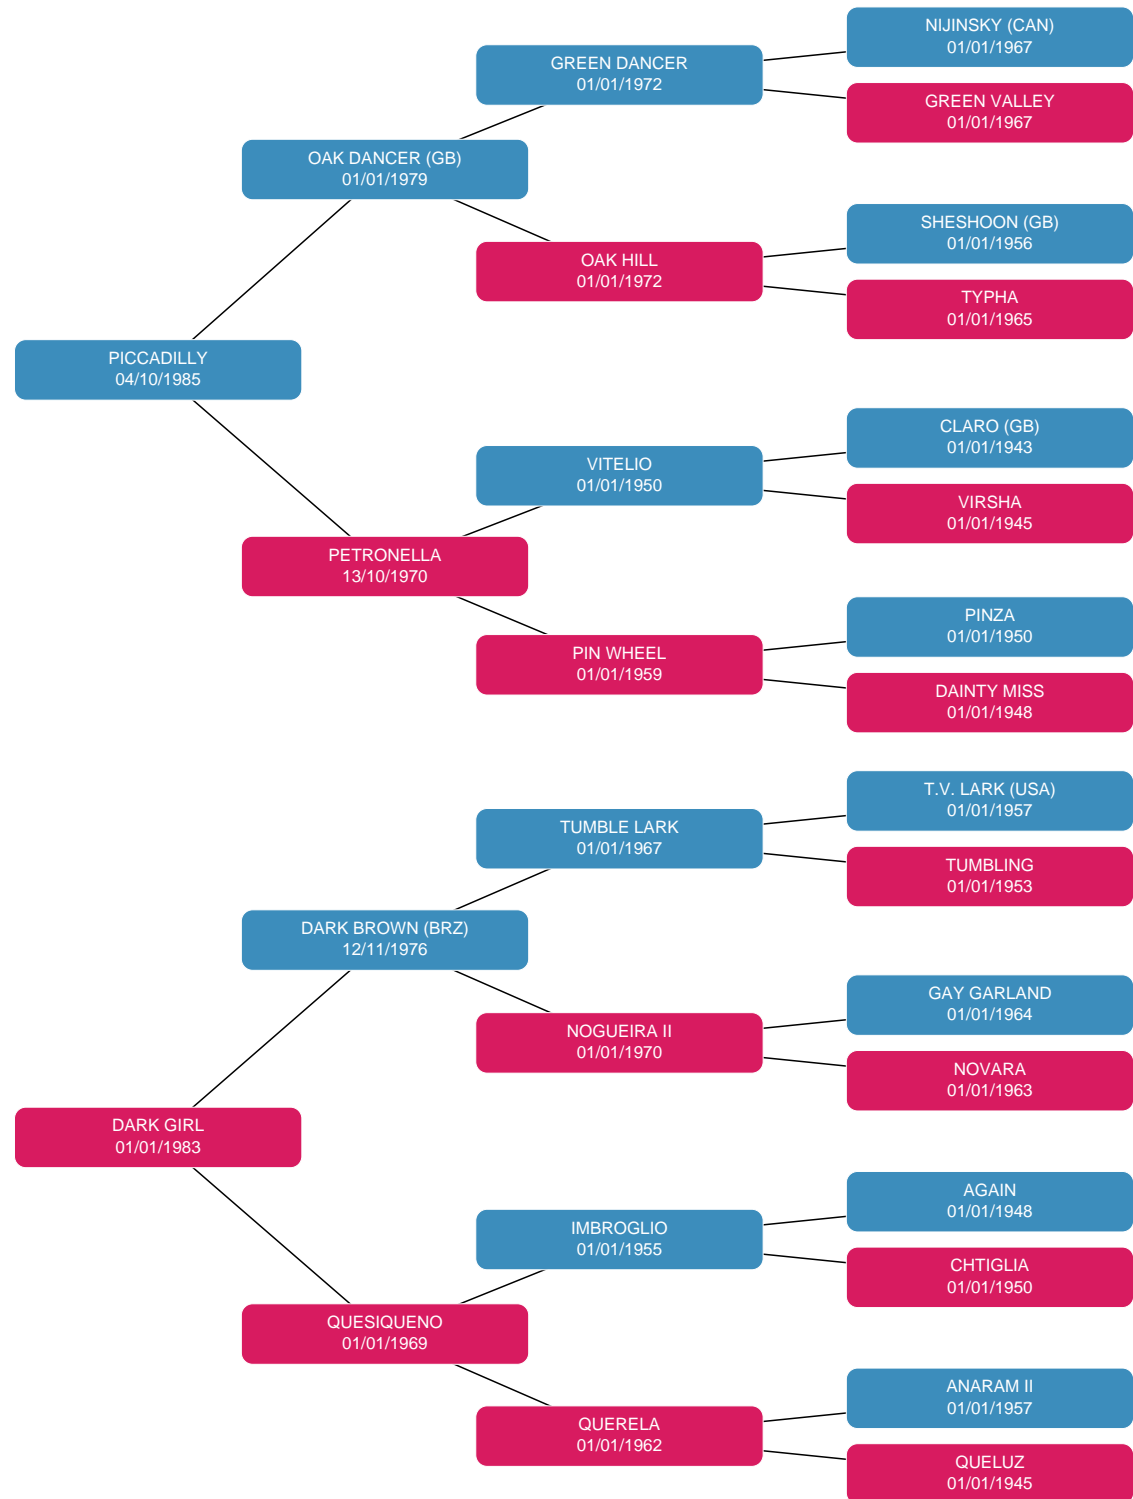 NIJINSKY (CAN)
01/01/1967
GREEN DANCER
01/01/1972
GREEN VALLEY
01/01/1967
OAK DANCER (GB)
01/01/1979
SHESHOON (GB)
01/01/1956
OAK HILL
01/01/1972
TYPHA
01/01/1965
PICCADILLY
04/10/1985
CLARO (GB)
01/01/1943
VITELIO
01/01/1950
VIRSHA
01/01/1945
PETRONELLA
13/10/1970
PINZA
01/01/1950
PIN WHEEL
01/01/1959
DAINTY MISS
01/01/1948
T.V. LARK (USA)
01/01/1957
TUMBLE LARK
01/01/1967
TUMBLING
01/01/1953
DARK BROWN (BRZ)
12/11/1976
GAY GARLAND
01/01/1964
NOGUEIRA II
01/01/1970
NOVARA
01/01/1963
DARK GIRL
01/01/1983
AGAIN
01/01/1948
IMBROGLIO
01/01/1955
CHTIGLIA
01/01/1950
QUESIQUENO
01/01/1969
ANARAM II
01/01/1957
QUERELA
01/01/1962
QUELUZ
01/01/1945